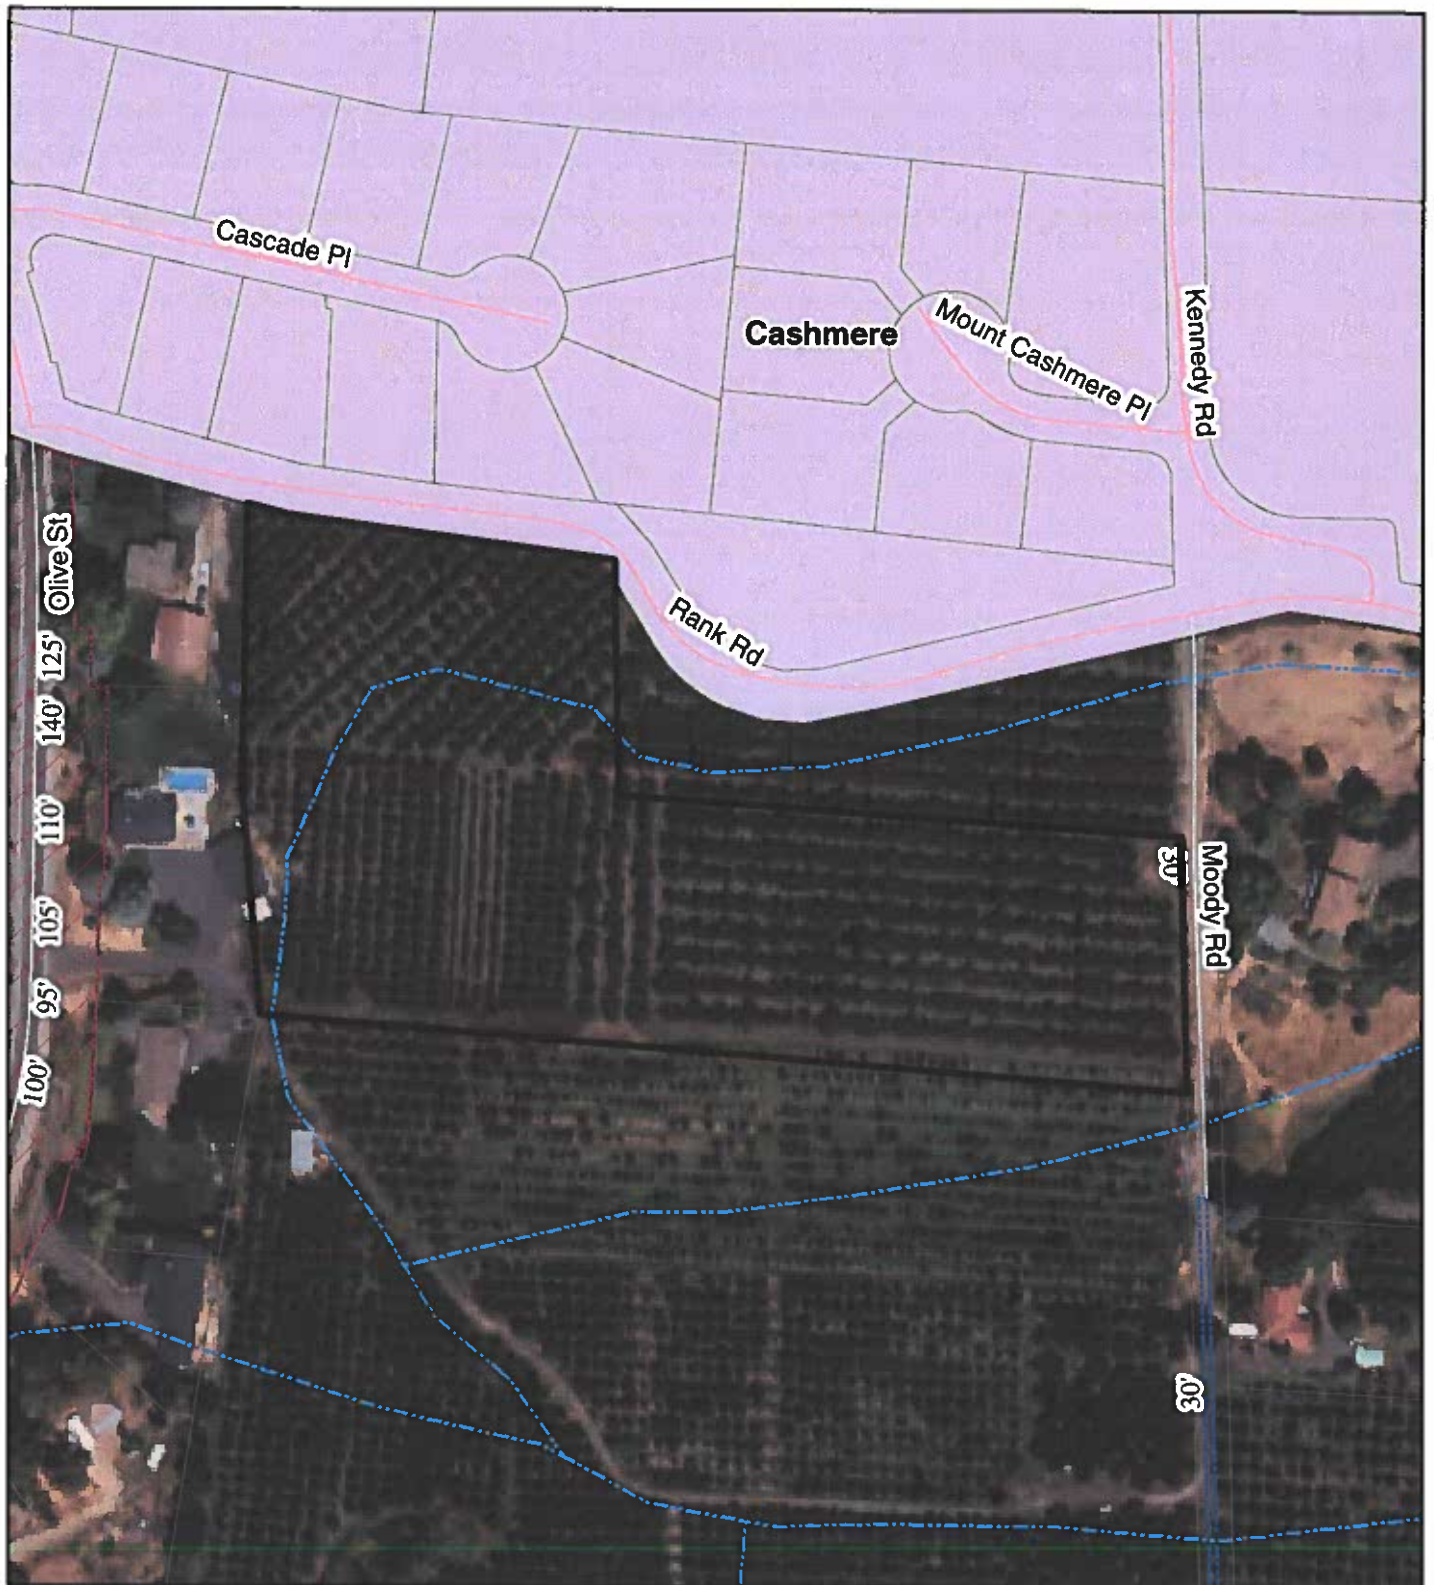 Cascade Pl
Cashmere
Mount Cashmere Pl
Kennedy Rd
Olive St
Rank Rd
125'
140'
110'
105'
95'
100'
30'
Moody Rd
30'